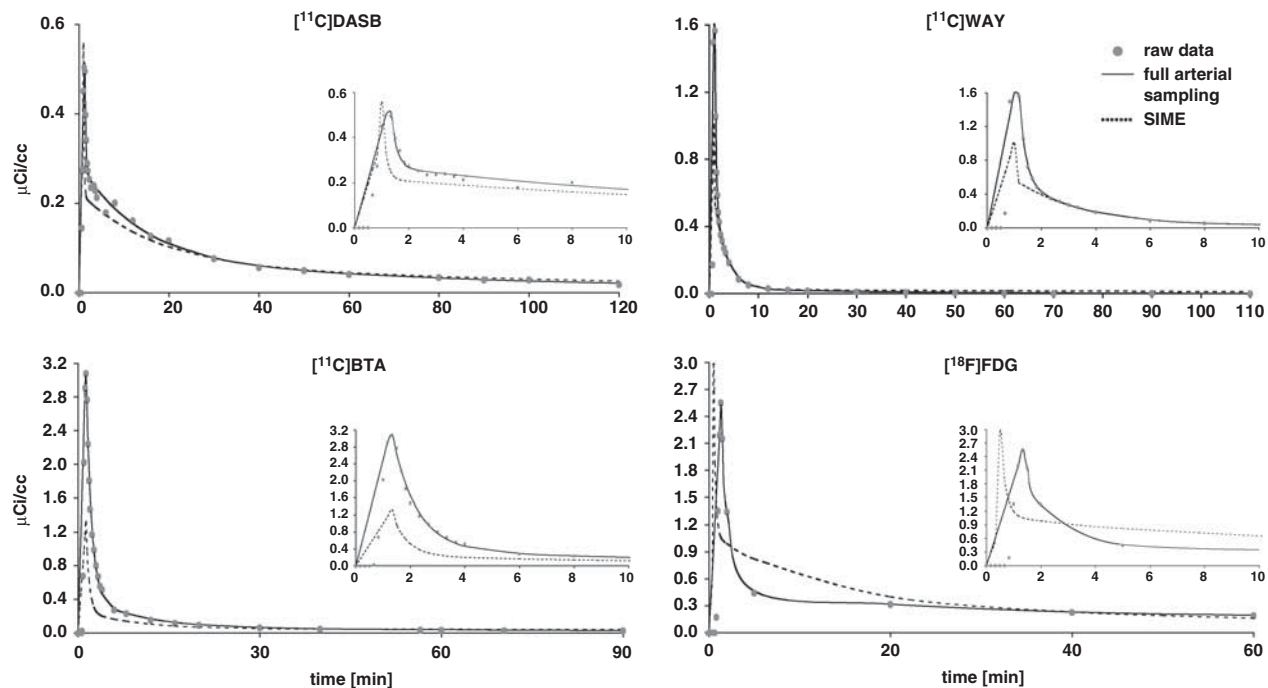 [¹¹C]DASB
0.6
0.4
0.2
0.0
μCi/cc
0 20 40 60 80 100 120
0.6
0.4
0.2
0.0
0 2 4 6 8 10
[¹¹C]WAY
1.6
1.2
0.8
0.4
0.0
0 10 20 30 40 50 60 70 80 90 100 110
1.6
1.2
0.8
0.4
0.0
0 2 4 6 8 10
raw data
full arterial
sampling
SIME
[¹¹C]BTA
3.2
2.8
2.4
2.0
1.6
1.2
0.8
0.4
0.0
μCi/cc
0 30 60 90
time [min]
3.2
2.8
2.4
2.0
1.6
1.2
0.8
0.4
0.0
0 2 4 6 8 10
[¹⁸F]FDG
3.0
2.7
2.4
2.1
1.8
1.5
1.2
0.9
0.6
0.3
0.0
0 20 40 60
time [min]
3.0
2.7
2.4
2.1
1.8
1.5
1.2
0.9
0.6
0.3
0.0
0 2 4 6 8 10